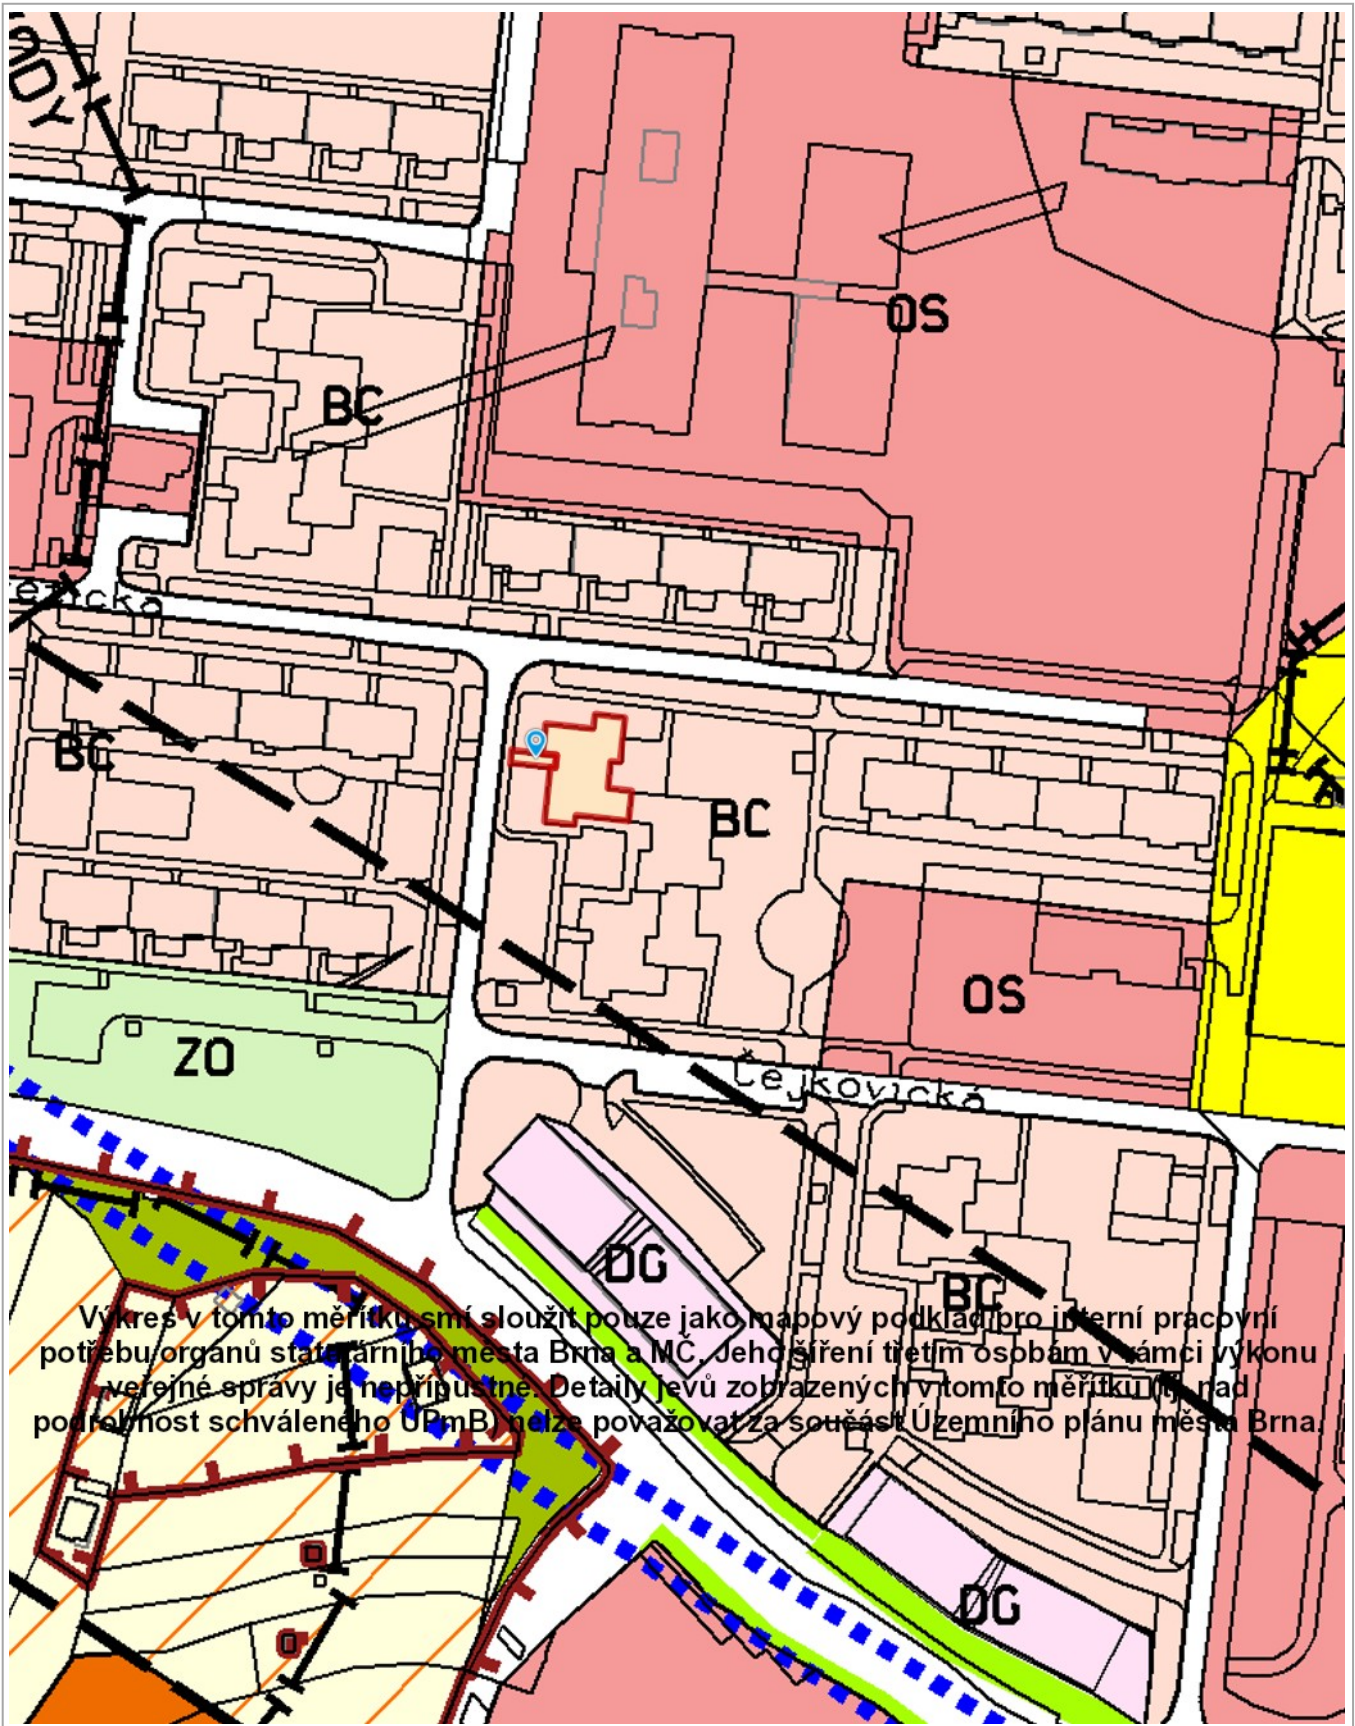 OS
BC
BC
BC
OS
ZO
Čejkovická
DG
BC
Výkres v tomto měřítku smí sloužit pouze jako mapový podklad pro interní pracovní
potřebu orgánů statutárního města Brna a MČ. Jeho šíření třetím osobám v rámci výkonu
veřejné správy je nepřípustné. Detaily jevů zobrazených v tomto měřítku (tj. nad
podrobnost schváleného ÚPmB) nelze považovat za součást Územního plánu města Brna.
DG